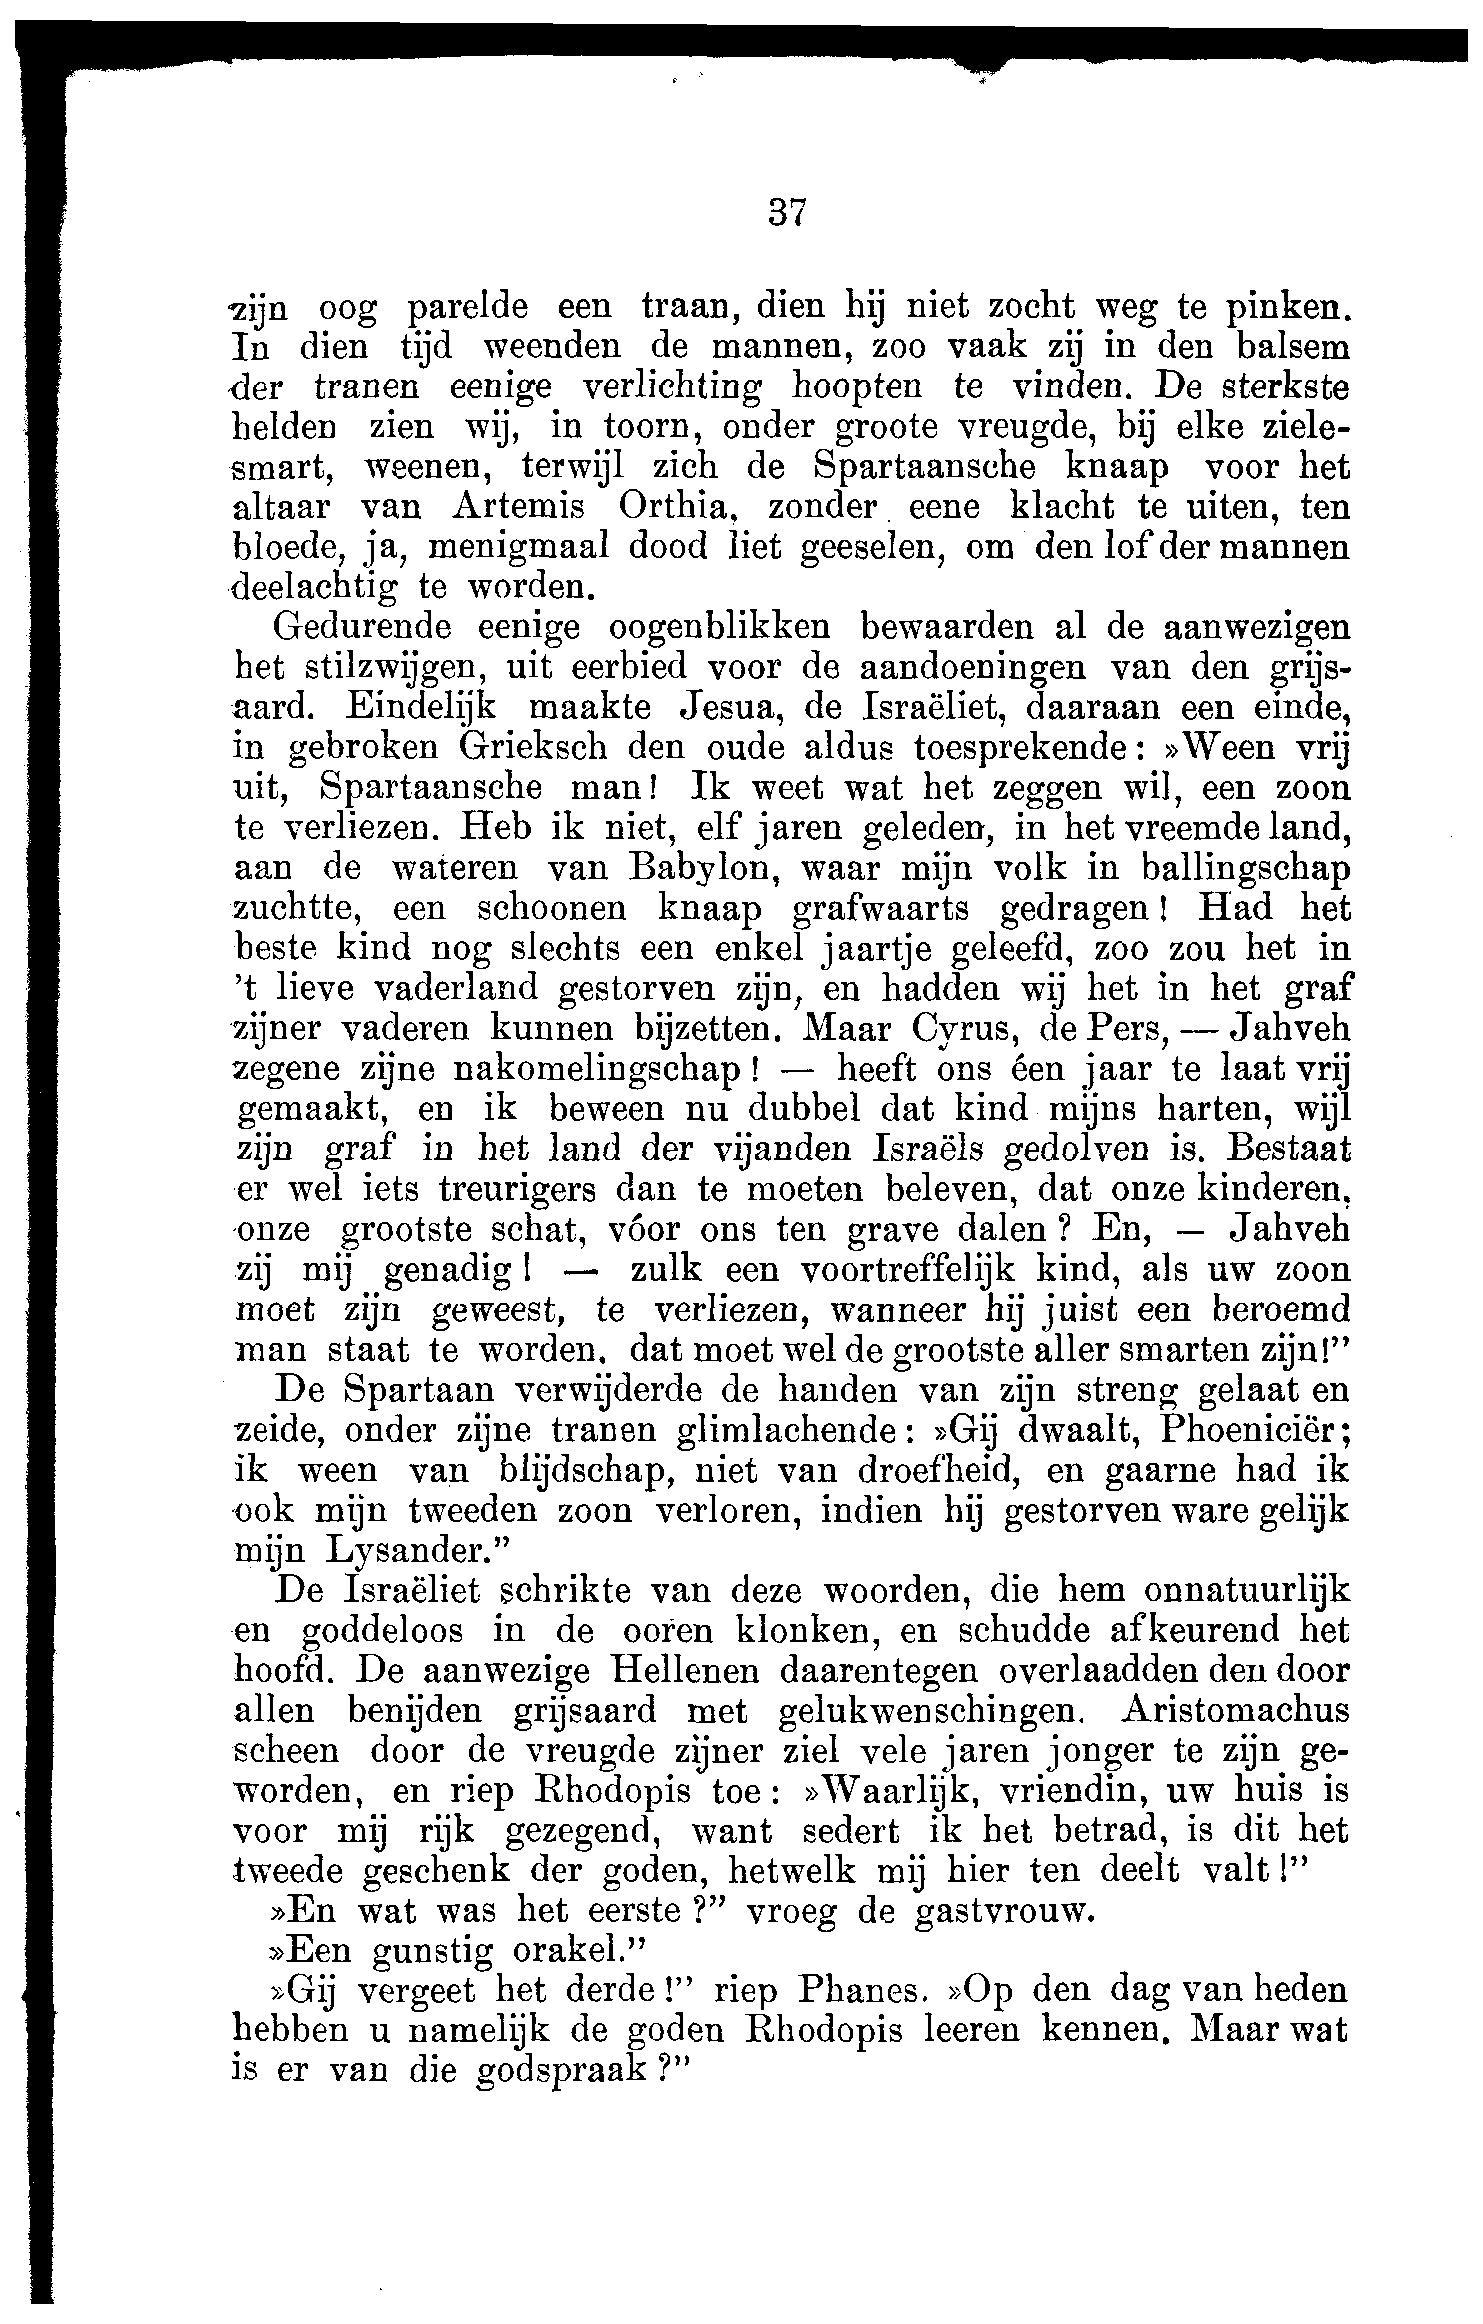 37
zijn oog parelde een traan, dien hij niet zocht weg te pinken.
In dien tijd weenden de mannen, zoo vaak zij in den balsem
der tranen eenige verlichting hoopten te vinden. De sterkste
helden zien wij, in toorn, onder groote vreugde, bij elke ziele-
smart, weenen, terwijl zich de Spartaansche knaap voor het
altaar van Artemis Orthia, zonder eene klacht te uiten, ten
bloede, ja, menigmaal dood liet geeselen, om den lof der mannen
deelachtig te worden.
Gedurende eenige oogenblikken bewaarden al de aanwezigen
het stilzwijgen, uit eerbied voor de aandoeningen van den grijs-
aard. Eindelijk maakte Jesua, de Israëliet, daaraan een einde,
in gebroken Grieksch den oude aldus toesprekende: »Ween vrij
uit, Spartaansche man! Ik weet wat het zeggen wil, een zoon
te verliezen. Heb ik niet, elf jaren geleden, in het vreemde land,
aan de wateren van Babylon, waar mijn volk in ballingschap
zuchtte, een schoonen knaap grafwaarts gedragen! Had het
beste kind nog slechts een enkel jaartje geleefd, zoo zou het in
't lieve vaderland gestorven zijn, en hadden wij het in het graf
zijner vaderen kunnen bijzetten. Maar Cyrus, de Pers, — Jahveh
zegene zijne nakomelingschap! — heeft ons éen jaar te laat vrij
gemaakt, en ik beween nu dubbel dat kind mijns harten, wijl
zijn graf in het land der vijanden Israëls gedolven is. Bestaat
er wel iets treurigers dan te moeten beleven, dat onze kinderen,
onze grootste schat, vóor ons ten grave dalen? En, — Jahveh
zij mij genadig! — zulk een voortreffelijk kind, als uw zoon
moet zijn geweest, te verliezen, wanneer hij juist een beroemd
man staat te worden, dat moet wel de grootste aller smarten zijn!”
De Spartaan verwijderde de handen van zijn streng gelaat en
zeide, onder zijne tranen glimlachende: »Gij dwaalt, Phoeniciër;
ik ween van blijdschap, niet van droefheid, en gaarne had ik
ook mijn tweeden zoon verloren, indien hij gestorven ware gelijk
mijn Lysander.”
De Israëliet schrikte van deze woorden, die hem onnatuurlijk
en goddeloos in de ooren klonken, en schudde afkeurend het
hoofd. De aanwezige Hellenen daarentegen overlaadden den door
allen benijden grijsaard met gelukwenschingen. Aristomachus
scheen door de vreugde zijner ziel vele jaren jonger te zijn ge-
worden, en riep Rhodopis toe: »Waarlijk, vriendin, uw huis is
voor mij rijk gezegend, want sedert ik het betrad, is dit het
tweede geschenk der goden, hetwelk mij hier ten deelt valt!”
»En wat was het eerste?” vroeg de gastvrouw.
»Een gunstig orakel.”
»Gij vergeet het derde!” riep Phanes. »Op den dag van heden
hebben u namelijk de goden Rhodopis leeren kennen. Maar wat
is er van die godspraak?”